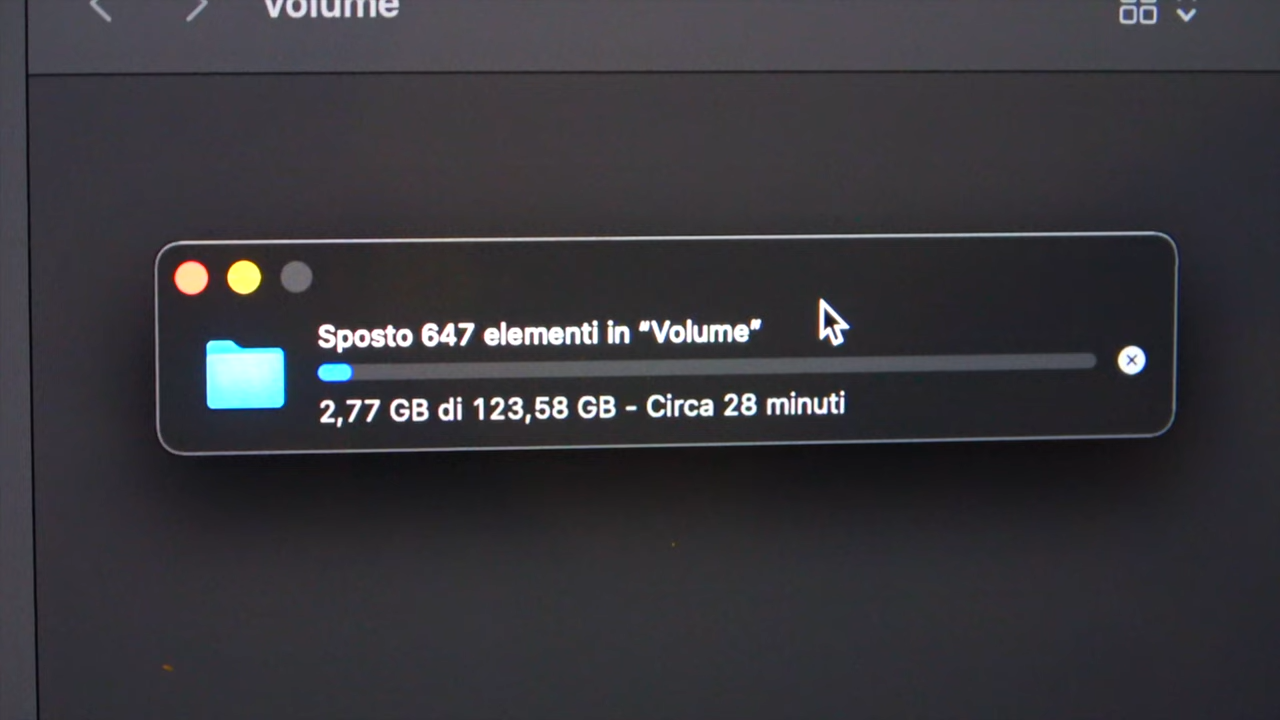 Volume
Sposto 647 elementi in “Volume”
2,77 GB di 123,58 GB - Circa 28 minuti